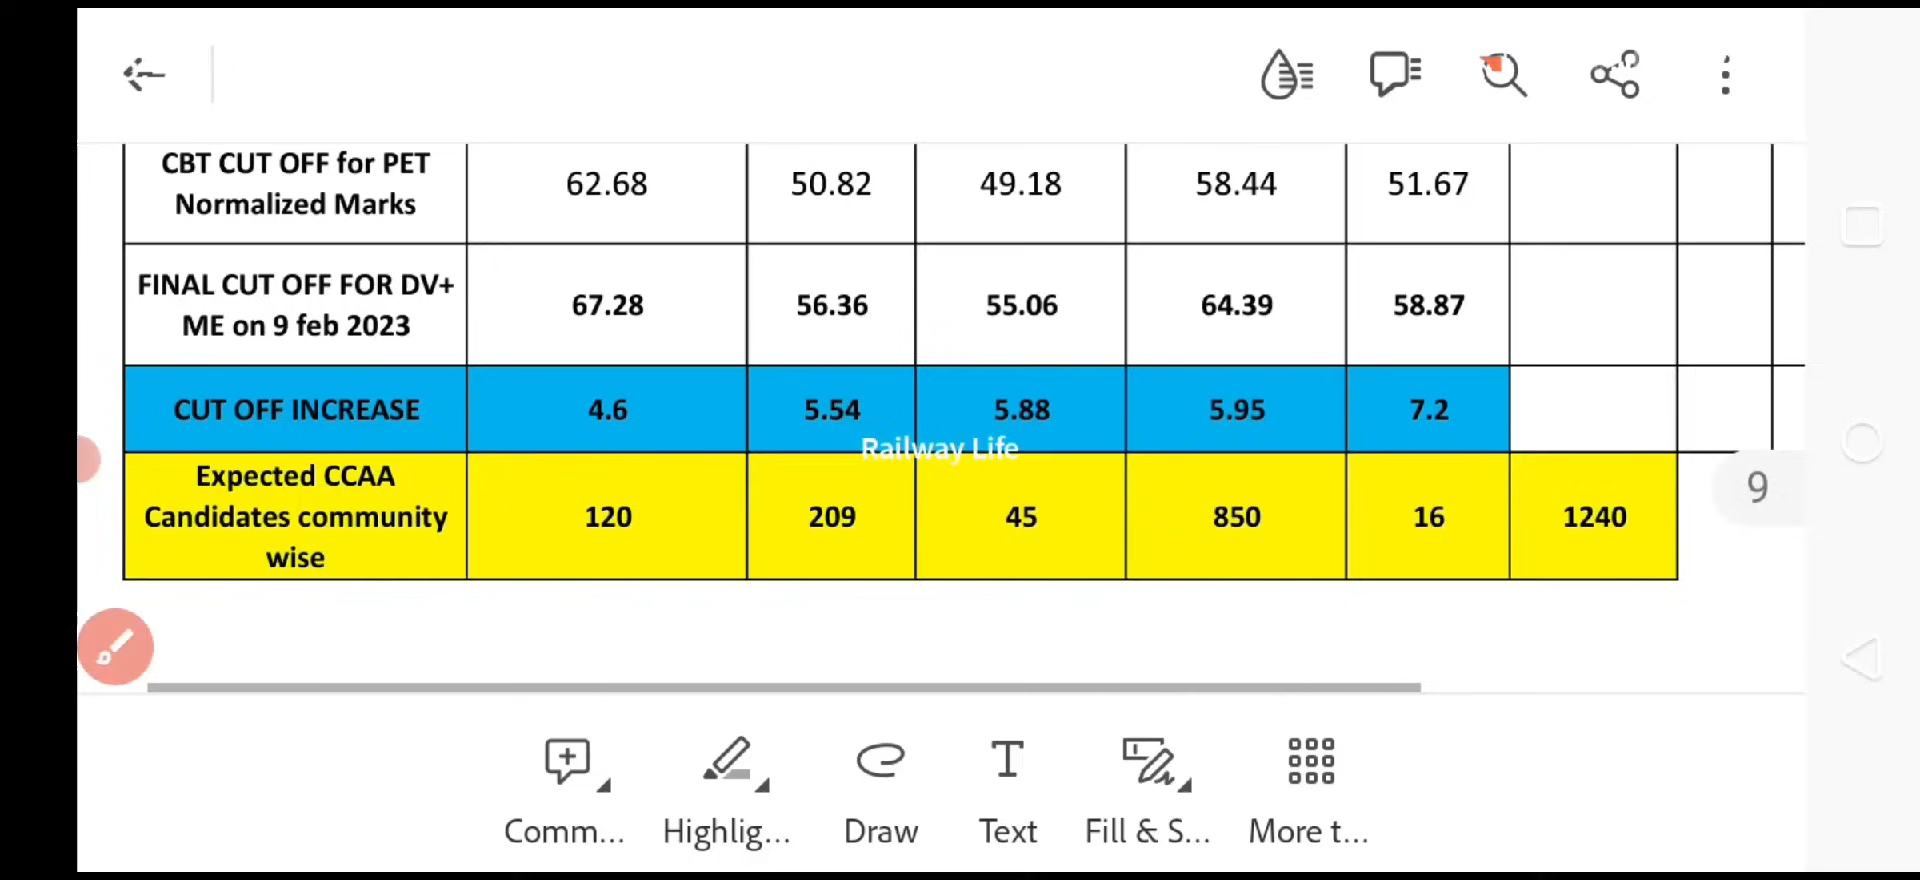 CBT CUT OFF for PET
Normalized Marks
62.68 50.82 49.18 58.44 51.67
FINAL CUT OFF FOR DV+
ME on 9 feb 2023
67.28 56.36 55.06 64.39 58.87
CUT OFF INCREASE 4.6 5.54 5.88 5.95 7.2
Railway Life
Expected CCAA
Candidates community
wise
120 209 45 850 16 1240
9
Comm... Highlig... Draw Text Fill & S... More t...